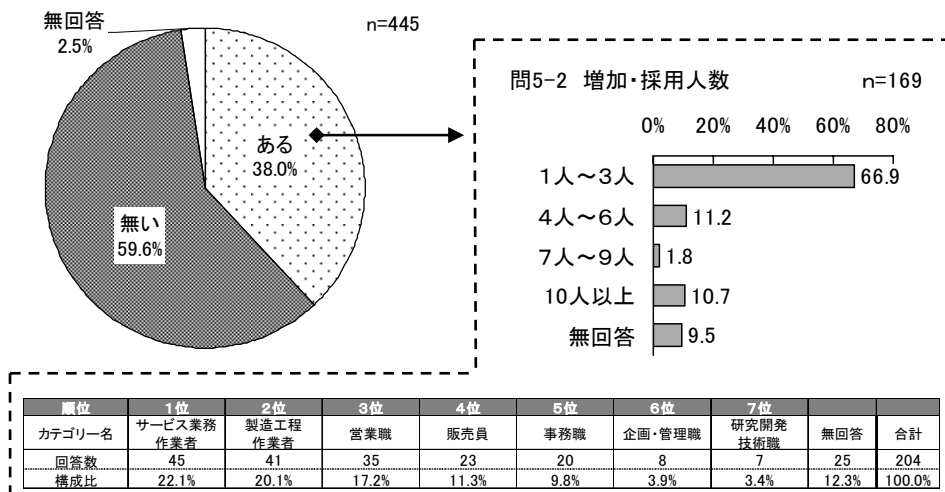 無回答
2.5%
n=445
ある
38.0%
無い
59.6%
問5-2 増加・採用人数 n=169
0% 20% 40% 60% 80%
1人～3人 66.9
4人～6人 11.2
7人～9人 1.8
10人以上 10.7
無回答 9.5
順位 1位 2位 3位 4位 5位 6位 7位
カテゴリー名 サービス業務作業者 製造工程作業者 営業職 販売員 事務職 企画・管理職 研究開発技術職 無回答 合計
回答数 45 41 35 23 20 8 7 25 204
構成比 22.1% 20.1% 17.2% 11.3% 9.8% 3.9% 3.4% 12.3% 100.0%